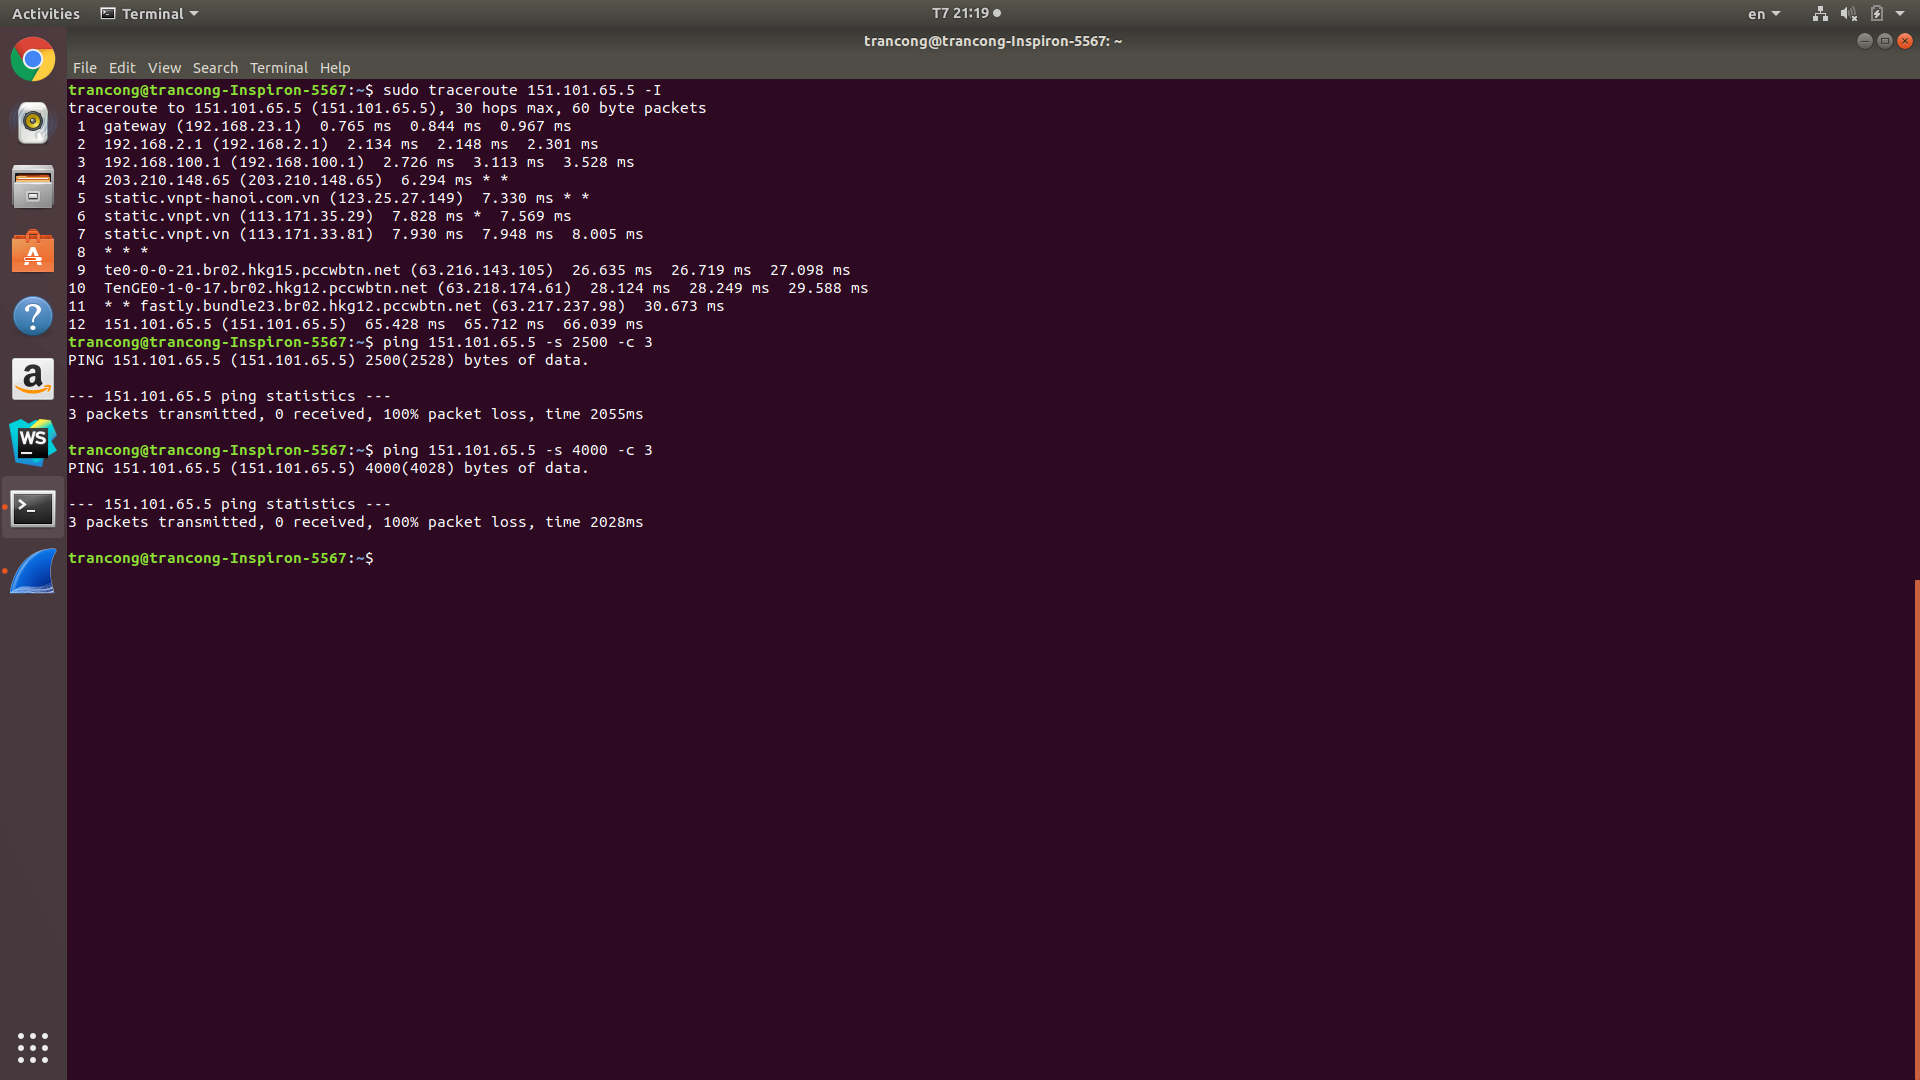 Activities Terminal T7 21:19 en
trancong@trancong-Inspiron-5567: ~
File Edit View Search Terminal Help
trancong@trancong-Inspiron-5567:~$ sudo traceroute 151.101.65.5 -I
traceroute to 151.101.65.5 (151.101.65.5), 30 hops max, 60 byte packets
 1  gateway (192.168.23.1)  0.765 ms  0.844 ms  0.967 ms
 2  192.168.2.1 (192.168.2.1)  2.134 ms  2.148 ms  2.301 ms
 3  192.168.100.1 (192.168.100.1)  2.726 ms  3.113 ms  3.528 ms
 4  203.210.148.65 (203.210.148.65)  6.294 ms * *
 5  static.vnpt-hanoi.com.vn (123.25.27.149)  7.330 ms * *
 6  static.vnpt.vn (113.171.35.29)  7.828 ms *  7.569 ms
 7  static.vnpt.vn (113.171.33.81)  7.930 ms  7.948 ms  8.005 ms
 8  * * *
 9  te0-0-0-21.br02.hkg15.pccwbtn.net (63.216.143.105)  26.635 ms  26.719 ms  27.098 ms
10  TenGE0-1-0-17.br02.hkg12.pccwbtn.net (63.218.174.61)  28.124 ms  28.249 ms  29.588 ms
11  * * fastly.bundle23.br02.hkg12.pccwbtn.net (63.217.237.98)  30.673 ms
12  151.101.65.5 (151.101.65.5)  65.428 ms  65.712 ms  66.039 ms
trancong@trancong-Inspiron-5567:~$ ping 151.101.65.5 -s 2500 -c 3
PING 151.101.65.5 (151.101.65.5) 2500(2528) bytes of data.
--- 151.101.65.5 ping statistics ---
3 packets transmitted, 0 received, 100% packet loss, time 2055ms
trancong@trancong-Inspiron-5567:~$ ping 151.101.65.5 -s 4000 -c 3
PING 151.101.65.5 (151.101.65.5) 4000(4028) bytes of data.
--- 151.101.65.5 ping statistics ---
3 packets transmitted, 0 received, 100% packet loss, time 2028ms
trancong@trancong-Inspiron-5567:~$
A
?
a
WS
>_